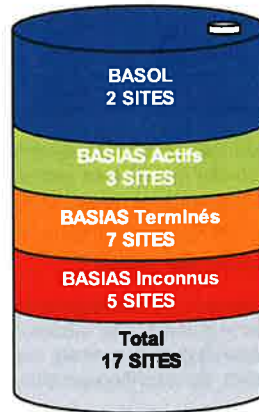 BASOL
2 SITES
BASIAS Actifs
3 SITES
BASIAS Terminés
7 SITES
BASIAS Inconnus
5 SITES
Total
17 SITES